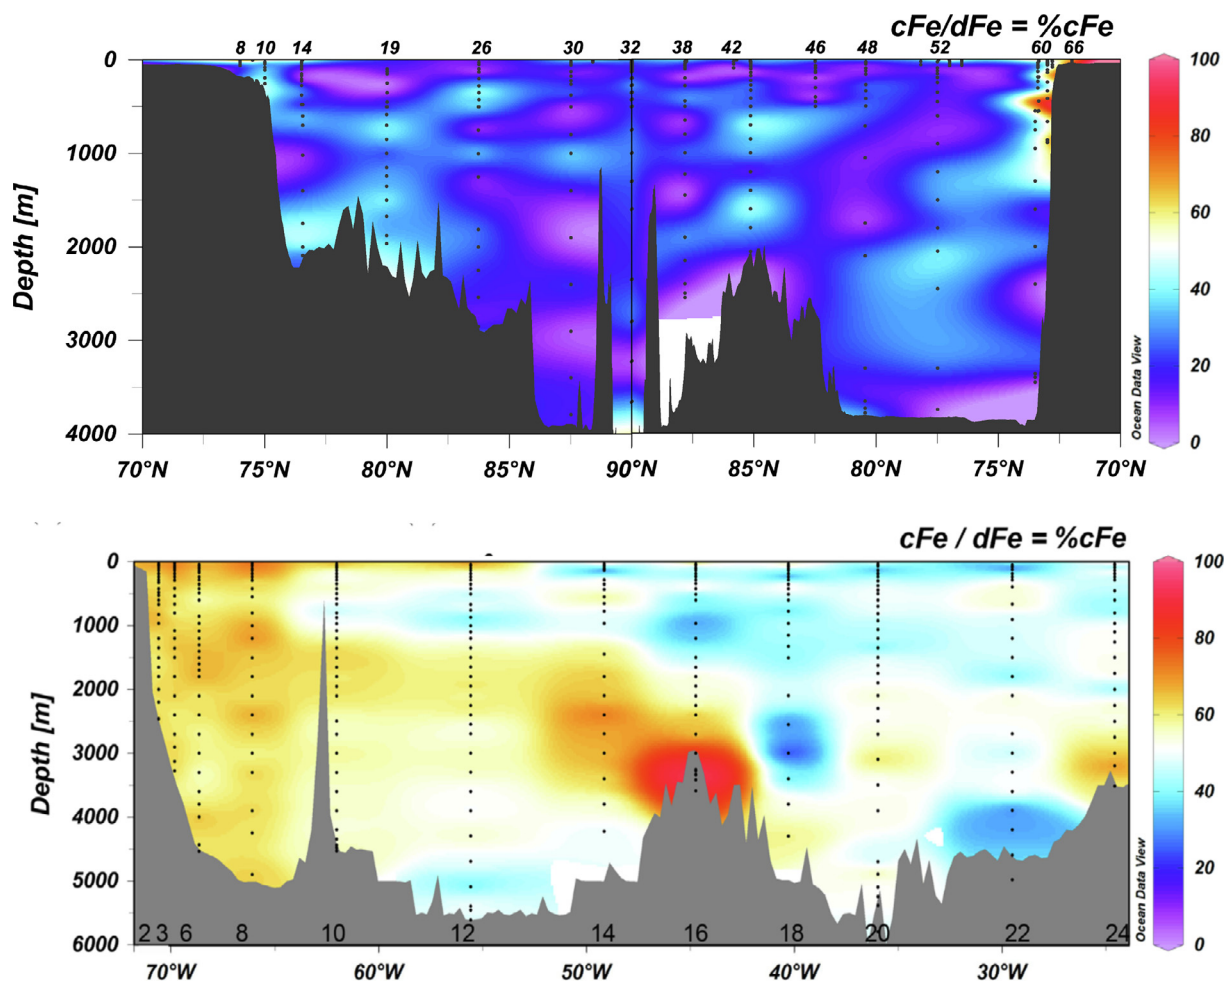 cFe/dFe = %cFe
8 10 14 19 26 30 32 38 42 46 48 52 60 66
0
1000
2000
3000
4000
Depth [m]
70°N 75°N 80°N 85°N 90°N 85°N 80°N 75°N 70°N
Ocean Data View
100
80
60
40
20
0
cFe / dFe = %cFe
0
1000
2000
3000
4000
5000
6000
Depth [m]
2 3 6 8 10 12 14 16 18 20 22 24
70°W 60°W 50°W 40°W 30°W
Ocean Data View
100
80
60
40
20
0